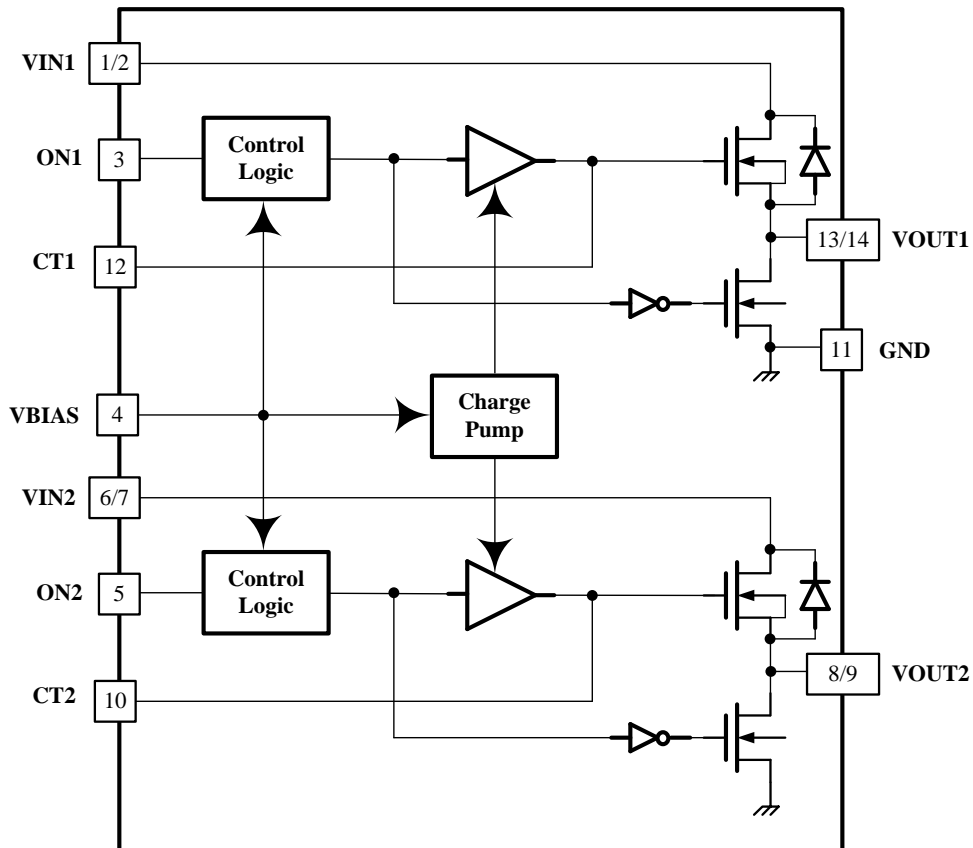 VIN1
1/2
ON1
3
Control
Logic
13/14
VOUT1
CT1
12
11
GND
VBIAS
4
Charge
Pump
VIN2
6/7
ON2
5
Control
Logic
8/9
VOUT2
CT2
10